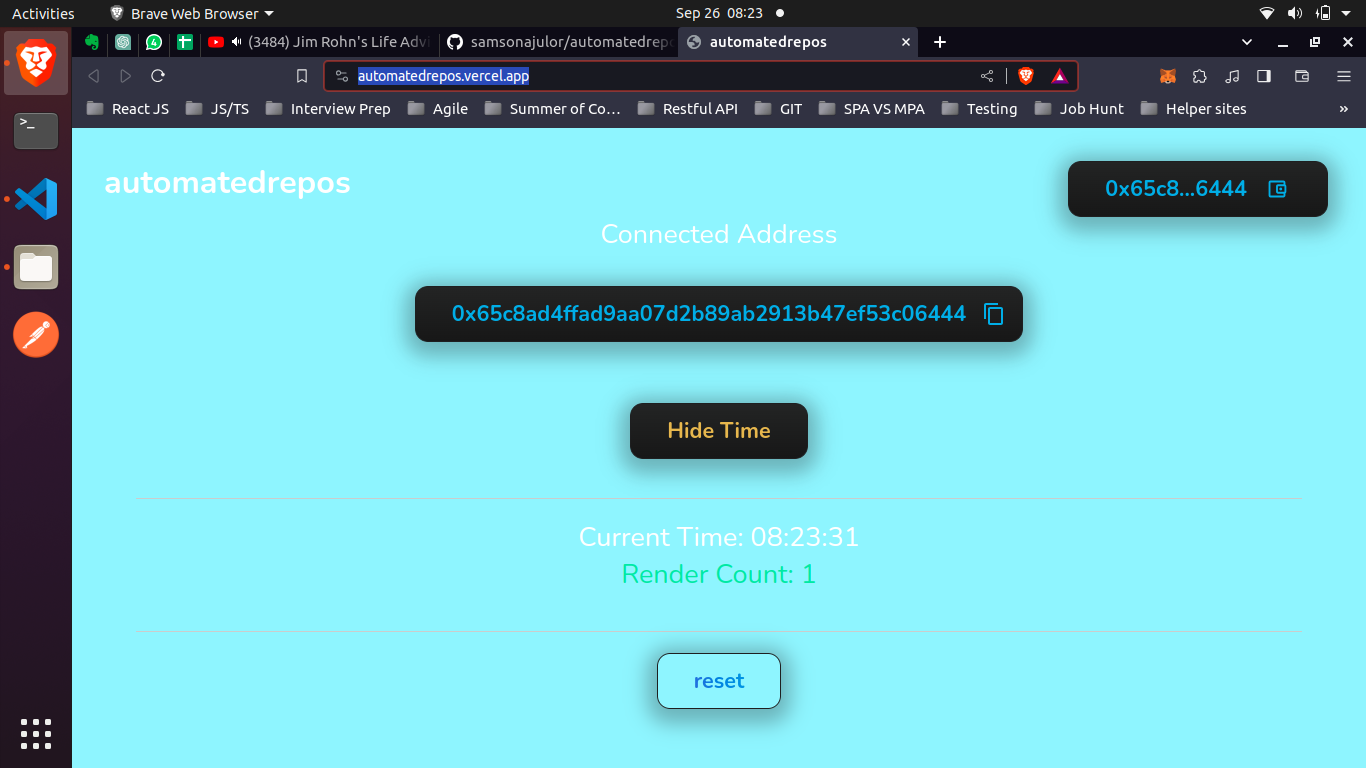 Activities Brave Web Browser Sep 26 08:23
4 (3484) Jim Rohn's Life Advi samsonajulor/automatedrepo automatedrepos
automatedrepos.vercel.app
React JS JS/TS Interview Prep Agile Summer of Co… Restful API GIT SPA VS MPA Testing Job Hunt Helper sites »
>_
automatedrepos
0x65c8...6444
Connected Address
0x65c8ad4ffad9aa07d2b89ab2913b47ef53c06444
Hide Time
Current Time: 08:23:31
Render Count: 1
reset